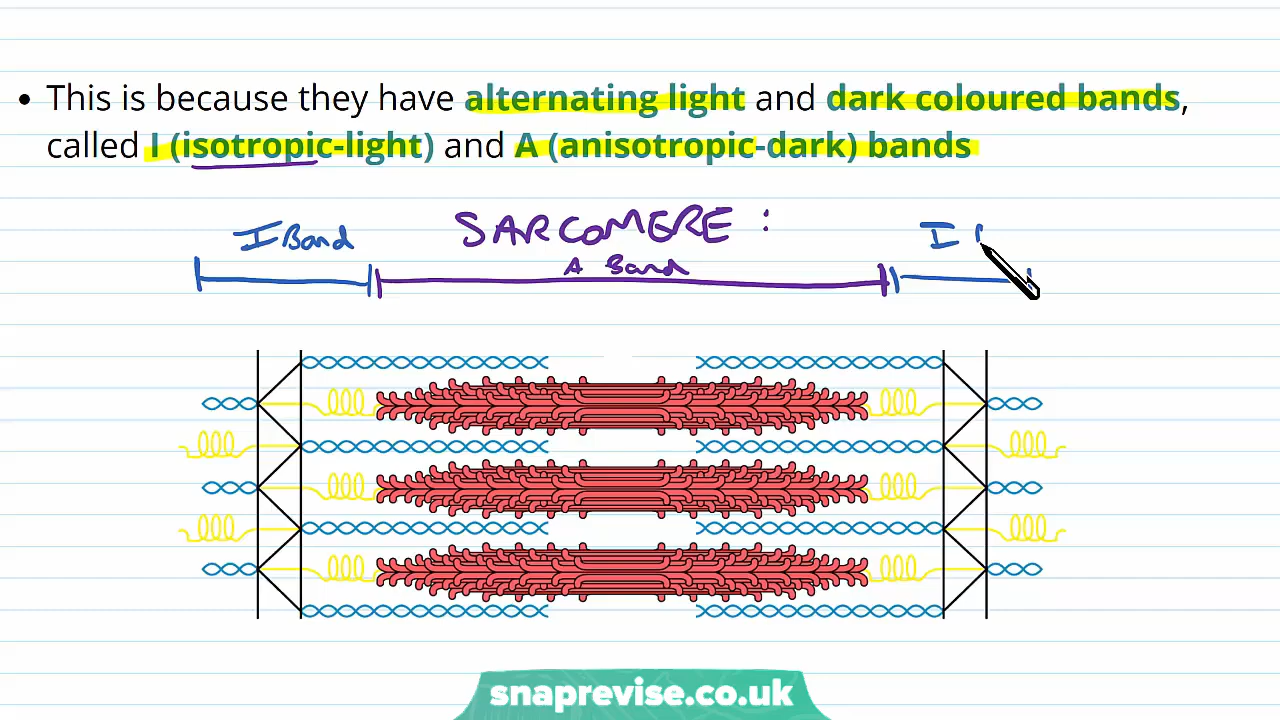 • This is because they have alternating light and dark coloured bands,
called I (isotropic-light) and A (anisotropic-dark) bands
I Band
SARCOMERE :
I
A Band
snaprevise.co.uk